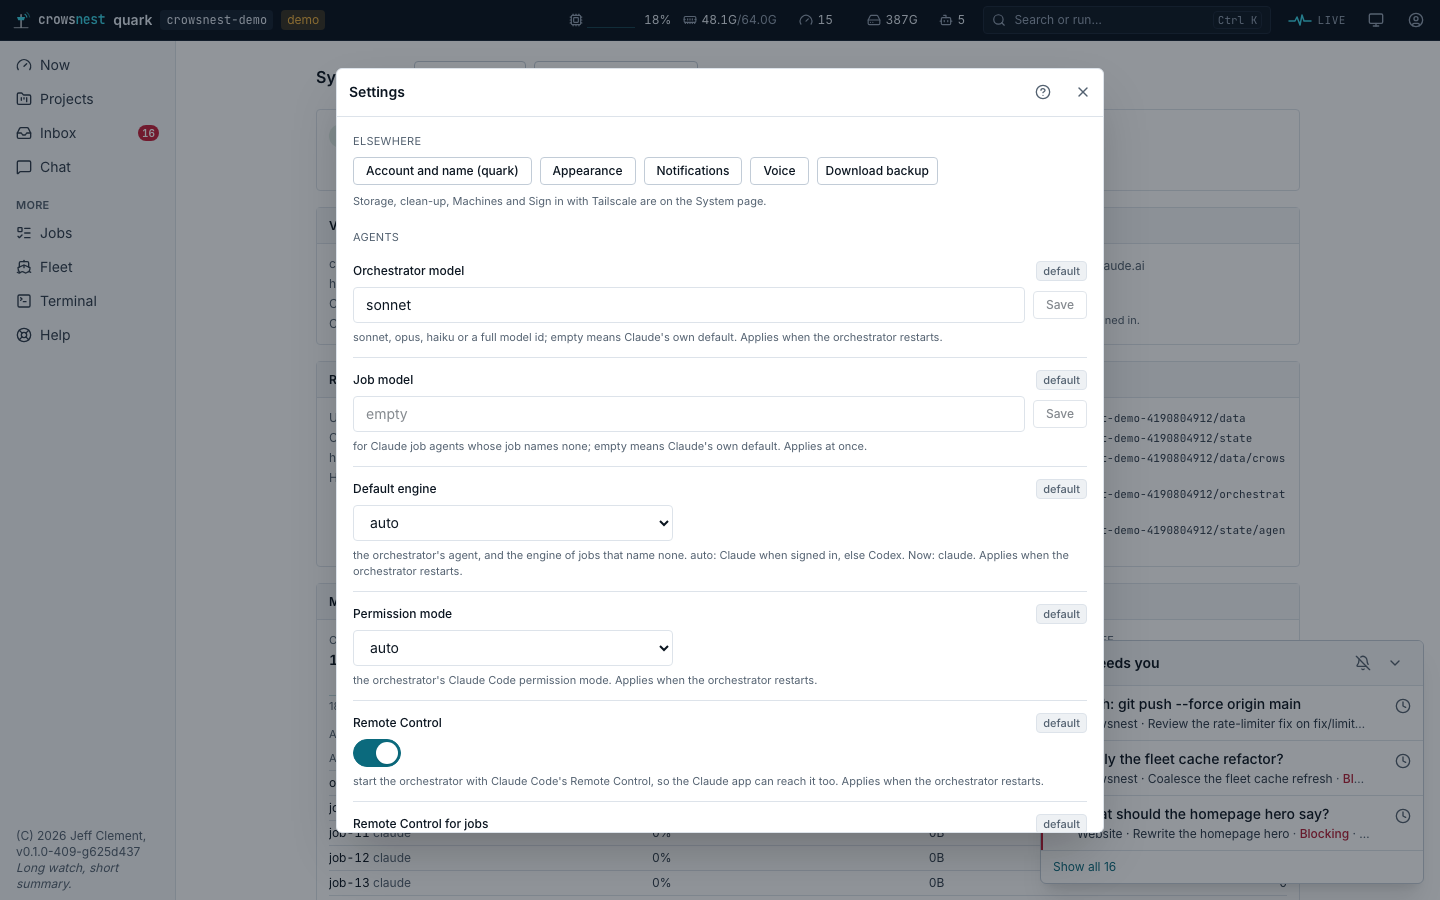 crowsnest quark crowsnest-demo demo
18% 48.1G/64.0G 15 387G 5 Search or run... Ctrl K LIVE
Now
Projects
Inbox 16
Chat
MORE
Jobs
Fleet
Terminal
Help
(C) 2026 Jeff Clement,
v0.1.0-409-g625d437
Long watch, short
summary.
Sy
Settings
ELSEWHERE
Account and name (quark) Appearance Notifications Voice Download backup
Storage, clean-up, Machines and Sign in with Tailscale are on the System page.
AGENTS
Orchestrator model default
sonnet Save
sonnet, opus, haiku or a full model id; empty means Claude's own default. Applies when the orchestrator restarts.
Job model default
empty Save
for Claude job agents whose job names none; empty means Claude's own default. Applies at once.
Default engine default
auto
the orchestrator's agent, and the engine of jobs that name none. auto: Claude when signed in, else Codex. Now: claude. Applies when the
orchestrator restarts.
Permission mode default
auto
the orchestrator's Claude Code permission mode. Applies when the orchestrator restarts.
Remote Control default
start the orchestrator with Claude Code's Remote Control, so the Claude app can reach it too. Applies when the orchestrator restarts.
Remote Control for jobs default
aude.ai
ned in.
t-demo-4190804912/data
t-demo-4190804912/state
t-demo-4190804912/data/crows
t-demo-4190804912/orchestrat
t-demo-4190804912/state/agen
eeds you
h: git push --force origin main
wsnest · Review the rate-limiter fix on fix/limit...
ly the fleet cache refactor?
wsnest · Coalesce the fleet cache refresh · Bl...
at should the homepage hero say?
Website · Rewrite the homepage hero · Blocking · ...
Show all 16
job-11 claude 0% 0B
job-12 claude 0% 0B
job-13 claude 0% 0B